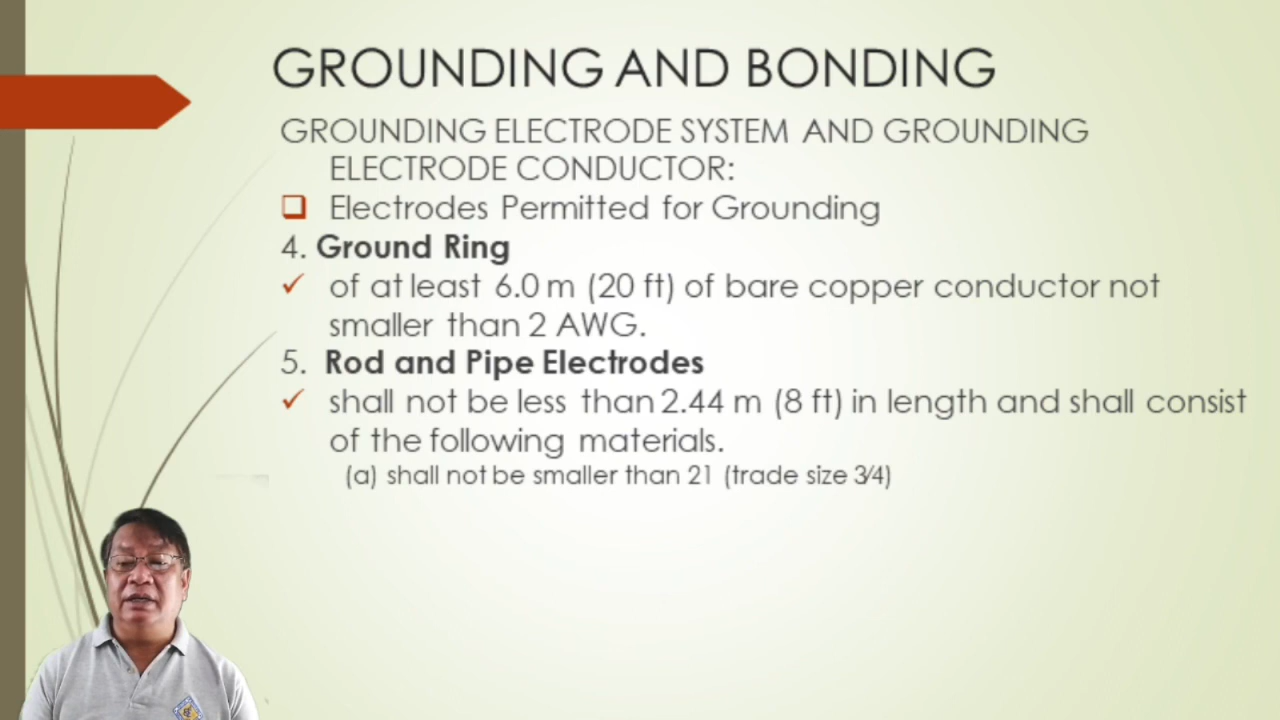 GROUNDING AND BONDING
GROUNDING ELECTRODE SYSTEM AND GROUNDING
ELECTRODE CONDUCTOR:
Electrodes Permitted for Grounding
4. Ground Ring
✓ of at least 6.0 m (20 ft) of bare copper conductor not
smaller than 2 AWG.
5. Rod and Pipe Electrodes
✓ shall not be less than 2.44 m (8 ft) in length and shall consist
of the following materials.
(a) shall not be smaller than 21 (trade size 3⁄4)